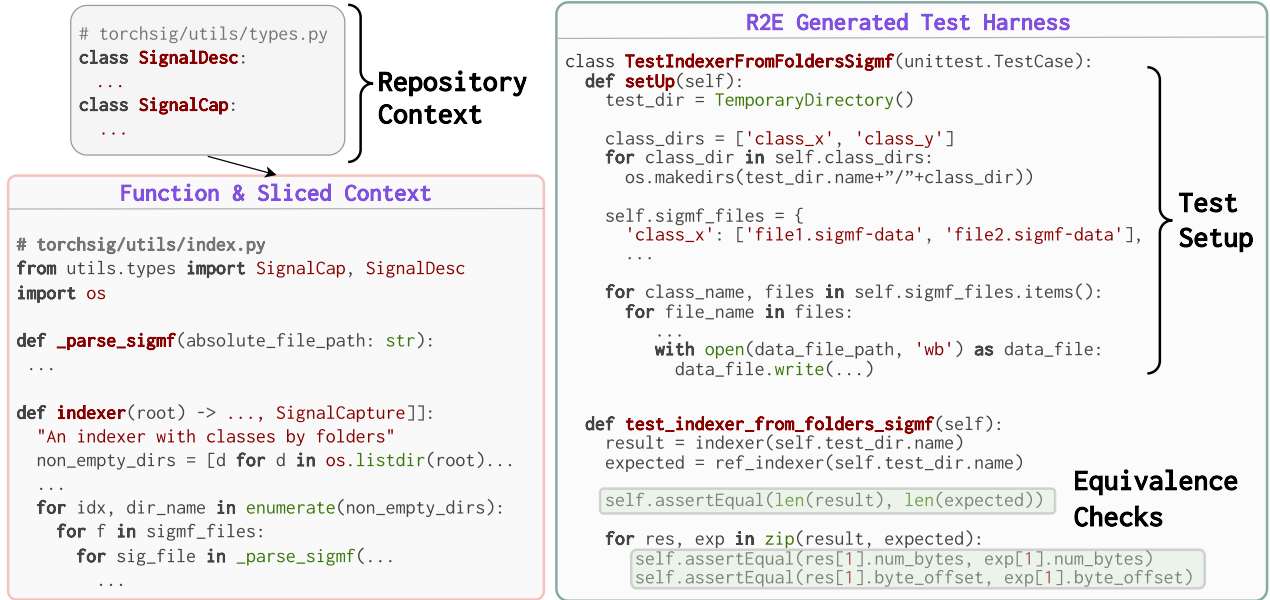 # torchsig/utils/types.py
class SignalDesc:
...
class SignalCap:
...
Repository
Context
Function & Sliced Context
# torchsig/utils/index.py
from utils.types import SignalCap, SignalDesc
import os
def _parse_sigmf(absolute_file_path: str):
...
def indexer(root) -> ..., SignalCapture]]:
"An indexer with classes by folders"
non_empty_dirs = [d for d in os.listdir(root)...
...
for idx, dir_name in enumerate(non_empty_dirs):
for f in sigmf_files:
for sig_file in _parse_sigmf(...
...
R2E Generated Test Harness
class TestIndexerFromFoldersSigmf(unittest.TestCase):
def setUp(self):
test_dir = TemporaryDirectory()
class_dirs = ['class_x', 'class_y']
for class_dir in self.class_dirs:
os.makedirs(test_dir.name+”/”+class_dir))
self.sigmf_files = {
'class_x': ['file1.sigmf-data', 'file2.sigmf-data'],
...
for class_name, files in self.sigmf_files.items():
for file_name in files:
...
with open(data_file_path, 'wb') as data_file:
data_file.write(...)
Test
Setup
def test_indexer_from_folders_sigmf(self):
result = indexer(self.test_dir.name)
expected = ref_indexer(self.test_dir.name)
self.assertEqual(len(result), len(expected))
for res, exp in zip(result, expected):
self.assertEqual(res[1].num_bytes, exp[1].num_bytes)
self.assertEqual(res[1].byte_offset, exp[1].byte_offset)
Equivalence
Checks